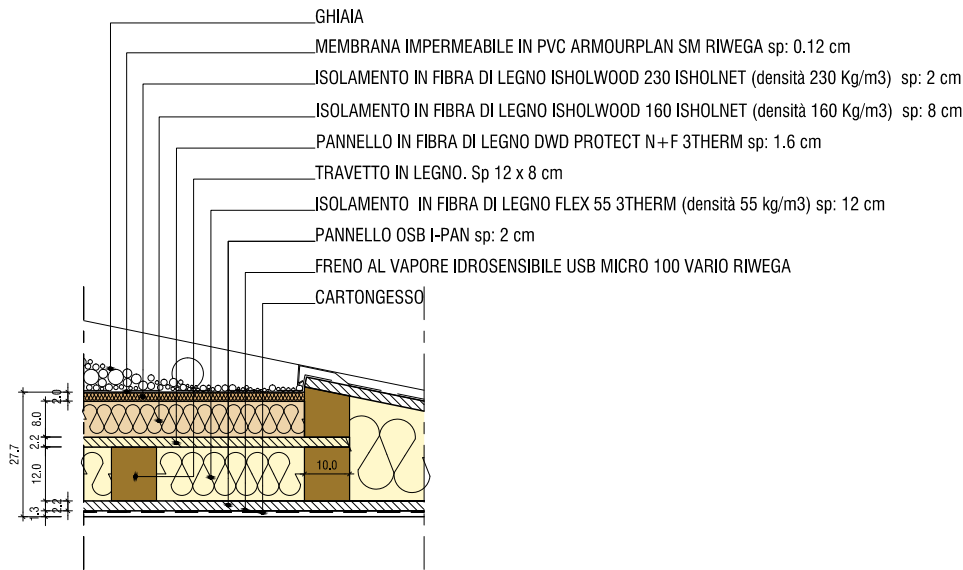 GHIAIA
MEMBRANA IMPERMEABILE IN PVC ARMOURPLAN SM RIWEGA sp: 0.12 cm
ISOLAMENTO IN FIBRA DI LEGNO ISHOLWOOD 230 ISHOLNET (densità 230 Kg/m3) sp: 2 cm
ISOLAMENTO IN FIBRA DI LEGNO ISHOLWOOD 160 ISHOLNET (densità 160 Kg/m3) sp: 8 cm
PANNELLO IN FIBRA DI LEGNO DWD PROTECT N+F 3THERM sp: 1.6 cm
TRAVETTO IN LEGNO. Sp 12 x 8 cm
ISOLAMENTO IN FIBRA DI LEGNO FLEX 55 3THERM (densità 55 kg/m3) sp: 12 cm
PANNELLO OSB I-PAN sp: 2 cm
FRENO AL VAPORE IDROSENSIBILE USB MICRO 100 VARIO RIWEGA
CARTONGESSO
2.0
8.0
2.2
27.7
12.0
10.0
2.2
1.3